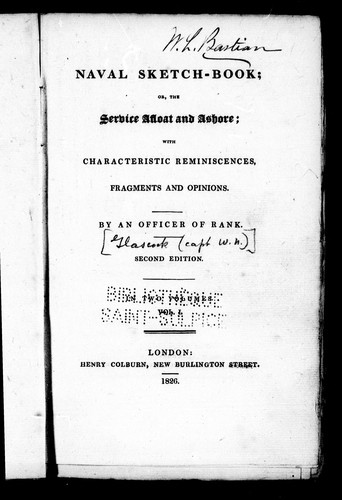 W. L. Bastian
NAVAL SKETCH-BOOK;
OR, THE
Service Afloat and Ashore;
WITH
CHARACTERISTIC REMINISCENCES,
FRAGMENTS AND OPINIONS.
BY AN OFFICER OF RANK.
[Glascock (capt W. N.)]
SECOND EDITION.
IN TWO VOLUMES.
VOL. I.
BIBLIOTHÈQUE
SAINT-SULPICE
LONDON:
HENRY COLBURN, NEW BURLINGTON STREET.
1826.